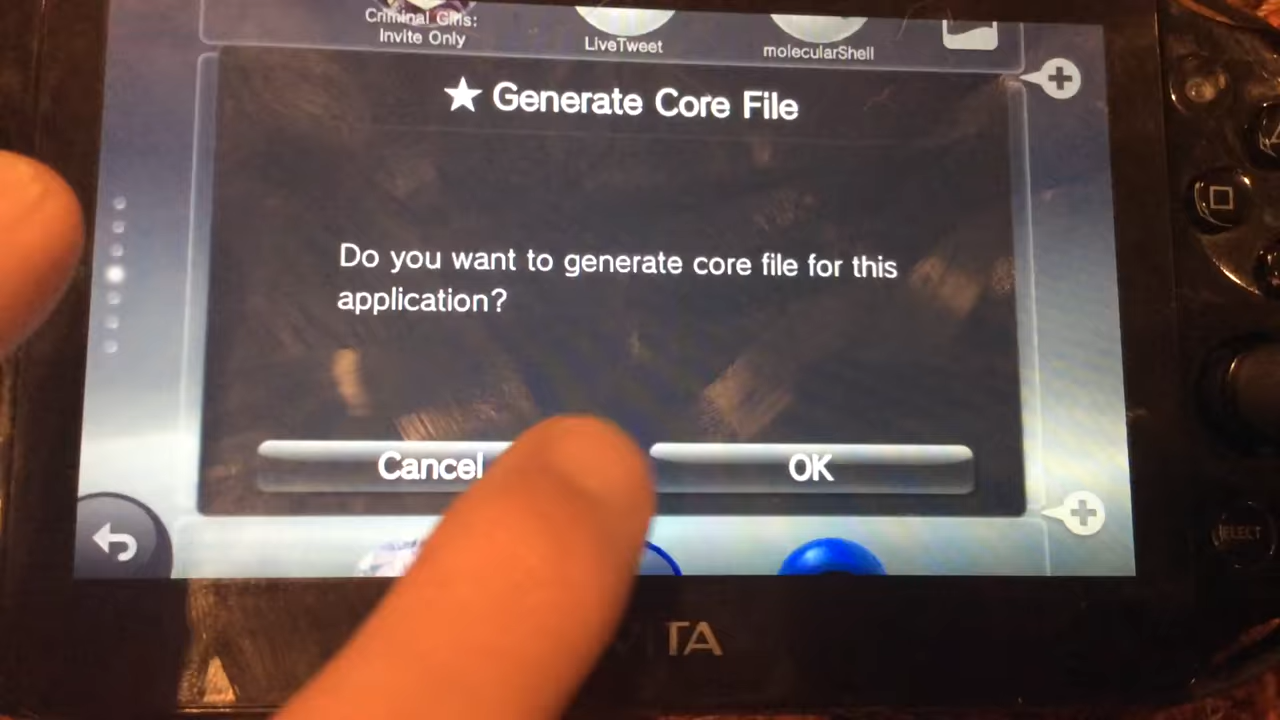 Criminal Girls:
Invite Only
LiveTweet
molecularShell
★ Generate Core File
Do you want to generate core file for this
application?
Cancel
OK
TA